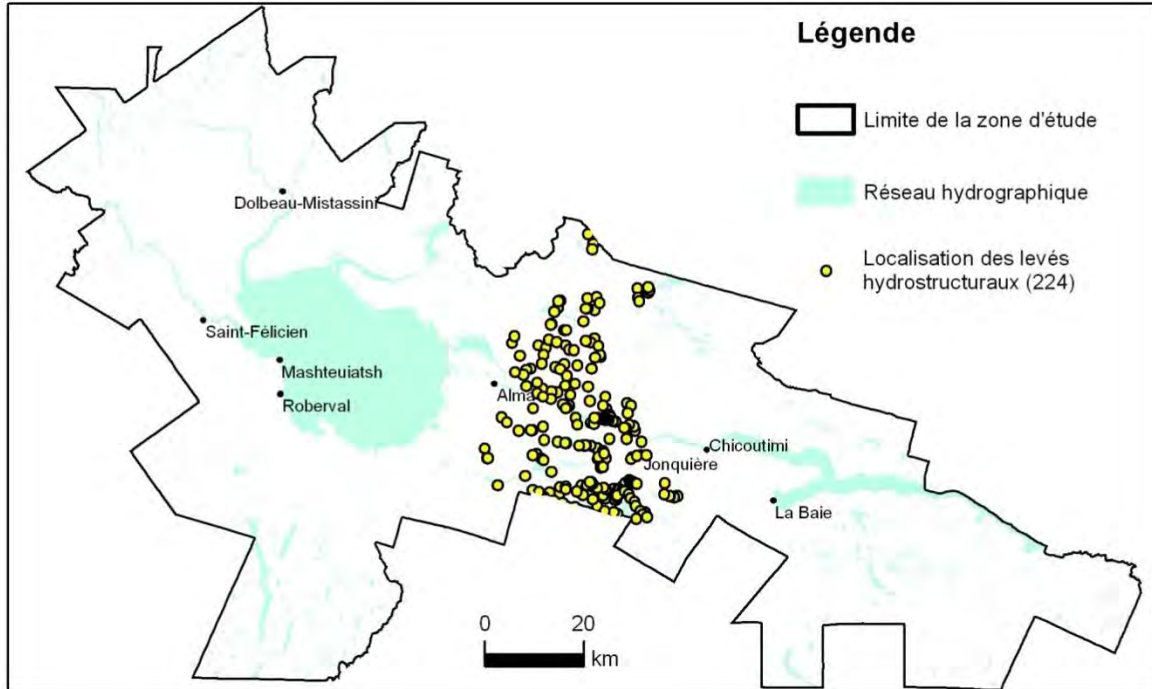 Légende
Limite de la zone d'étude
Réseau hydrographique
Localisation des levés
hydrostructuraux (224)
Dolbeau-Mistassini
Saint-Félicien
Mashteuiatsh
Roberval
Alma
Chicoutimi
Jonquière
La Baie
0 20
km